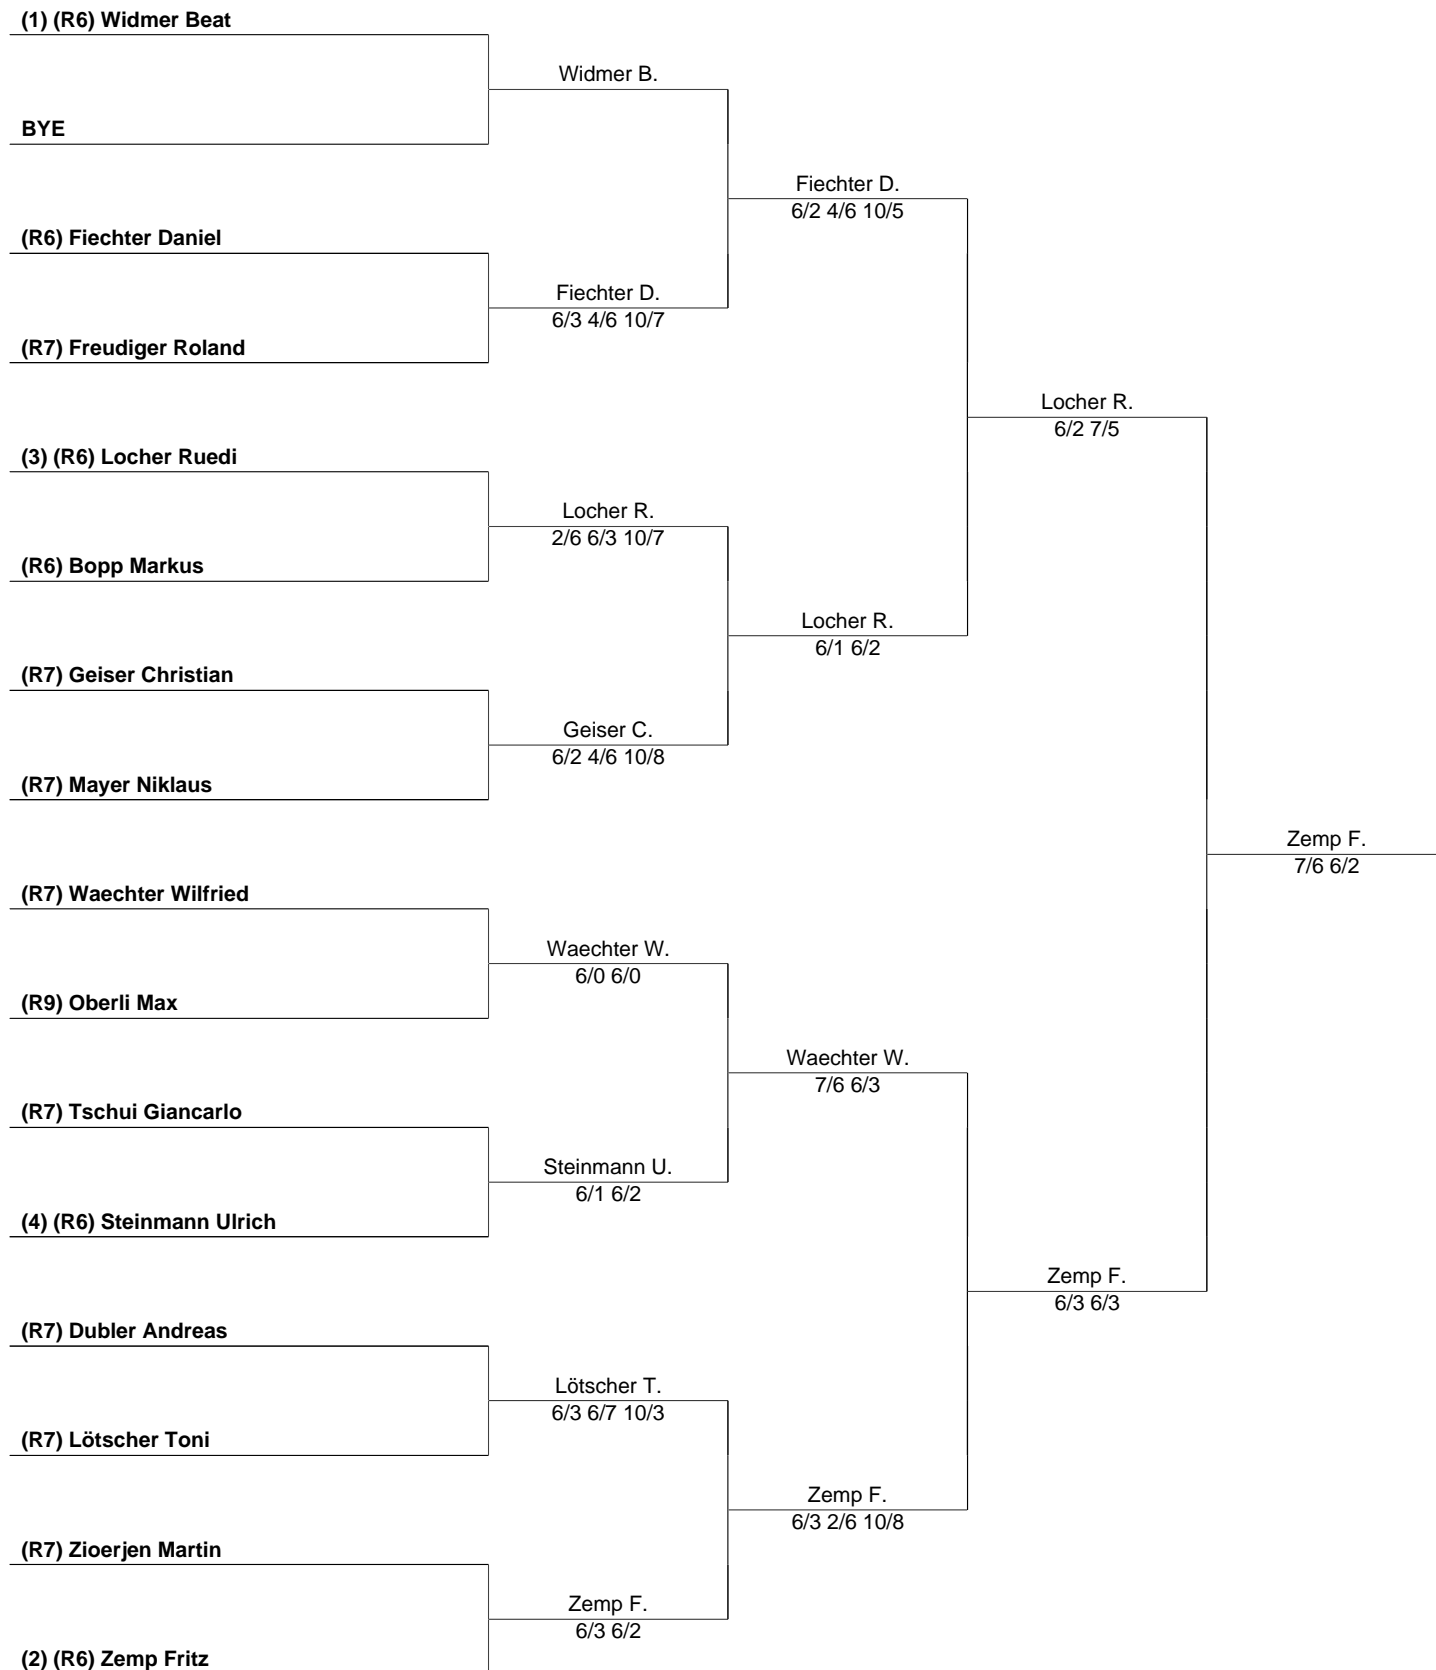 (1) (R6) Widmer Beat
Widmer B.
BYE
Fiechter D.
6/2 4/6 10/5
(R6) Fiechter Daniel
Fiechter D.
6/3 4/6 10/7
(R7) Freudiger Roland
Locher R.
6/2 7/5
(3) (R6) Locher Ruedi
Locher R.
2/6 6/3 10/7
(R6) Bopp Markus
Locher R.
6/1 6/2
(R7) Geiser Christian
Geiser C.
6/2 4/6 10/8
(R7) Mayer Niklaus
Zemp F.
7/6 6/2
(R7) Waechter Wilfried
Waechter W.
6/0 6/0
(R9) Oberli Max
Waechter W.
7/6 6/3
(R7) Tschui Giancarlo
Steinmann U.
6/1 6/2
(4) (R6) Steinmann Ulrich
Zemp F.
6/3 6/3
(R7) Dubler Andreas
Lötscher T.
6/3 6/7 10/3
(R7) Lötscher Toni
Zemp F.
6/3 2/6 10/8
(R7) Zioerjen Martin
Zemp F.
6/3 6/2
(2) (R6) Zemp Fritz